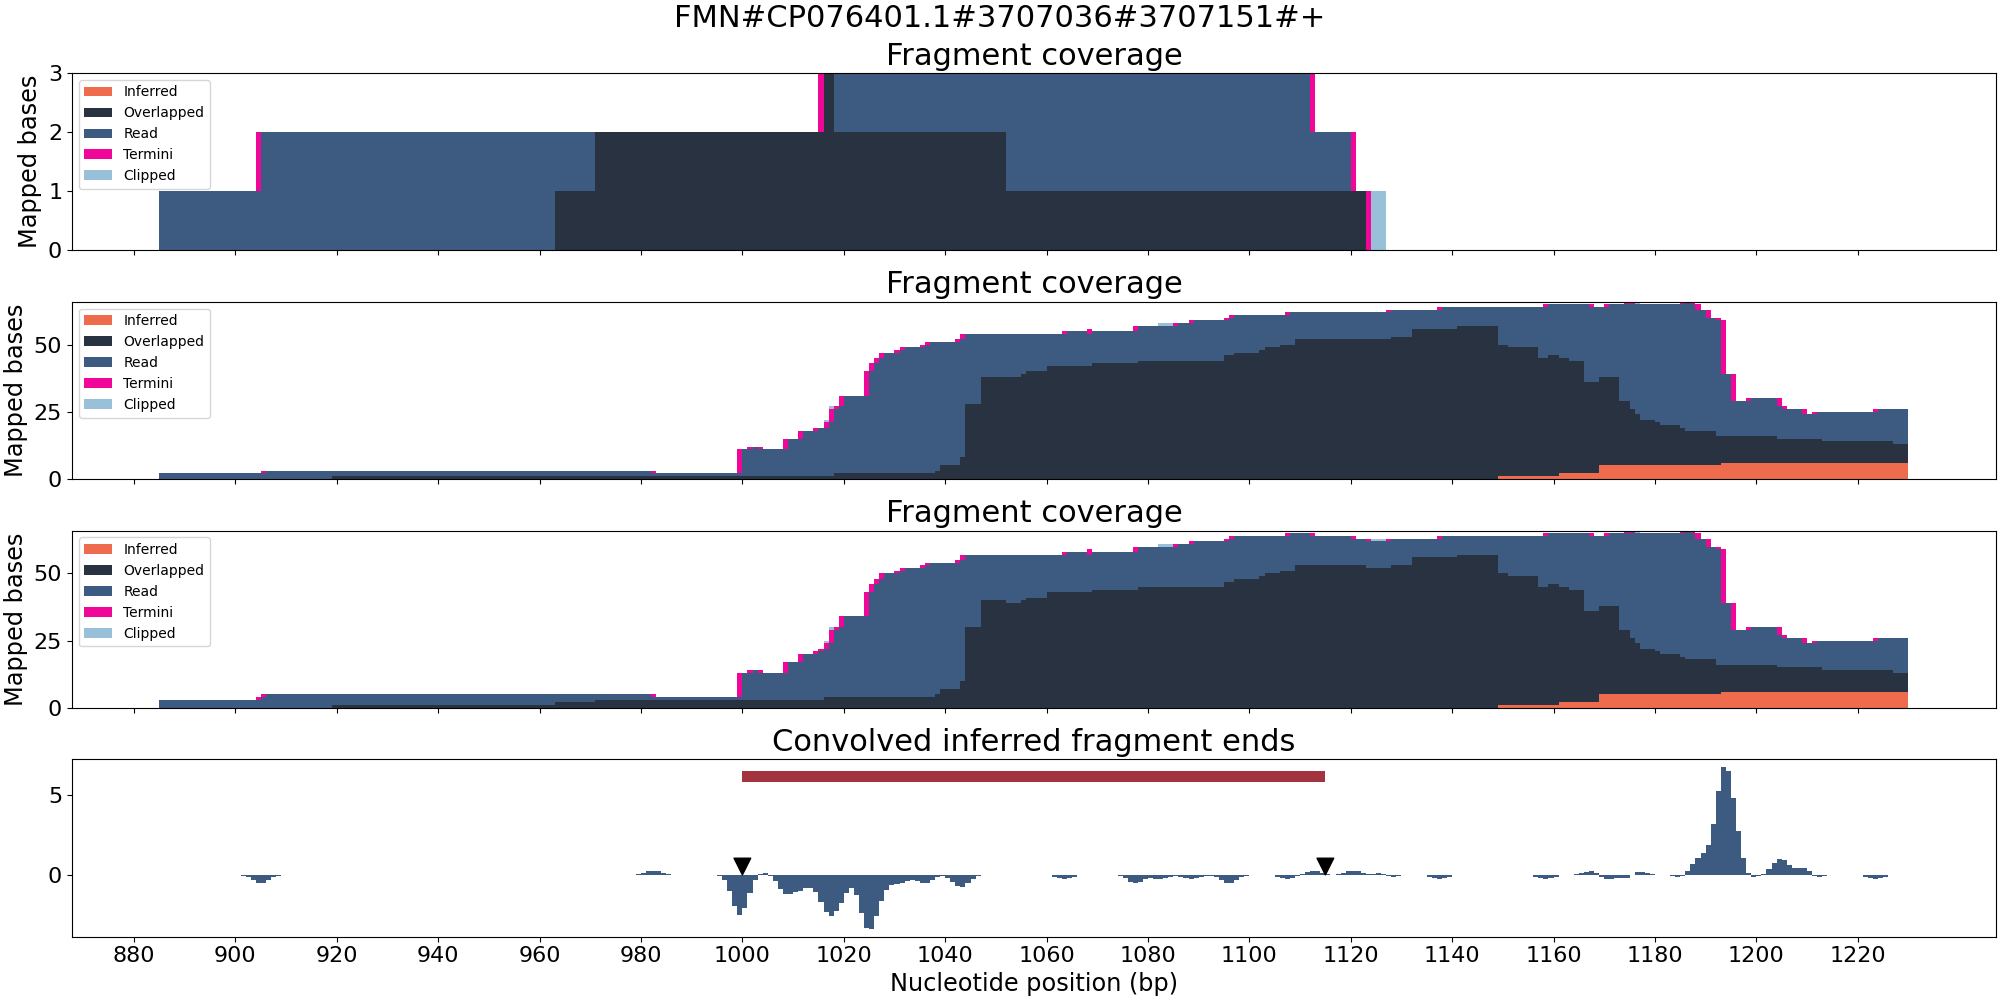 FMN#CP076401.1#3707036#3707151#+
Fragment coverage
Mapped bases
3
2
1
0
Inferred
Overlapped
Read
Termini
Clipped
Fragment coverage
Mapped bases
50
25
0
Inferred
Overlapped
Read
Termini
Clipped
Fragment coverage
Mapped bases
50
25
0
Inferred
Overlapped
Read
Termini
Clipped
Convolved inferred fragment ends
5
0
880 900 920 940 960 980 1000 1020 1040 1060 1080 1100 1120 1140 1160 1180 1200 1220
Nucleotide position (bp)